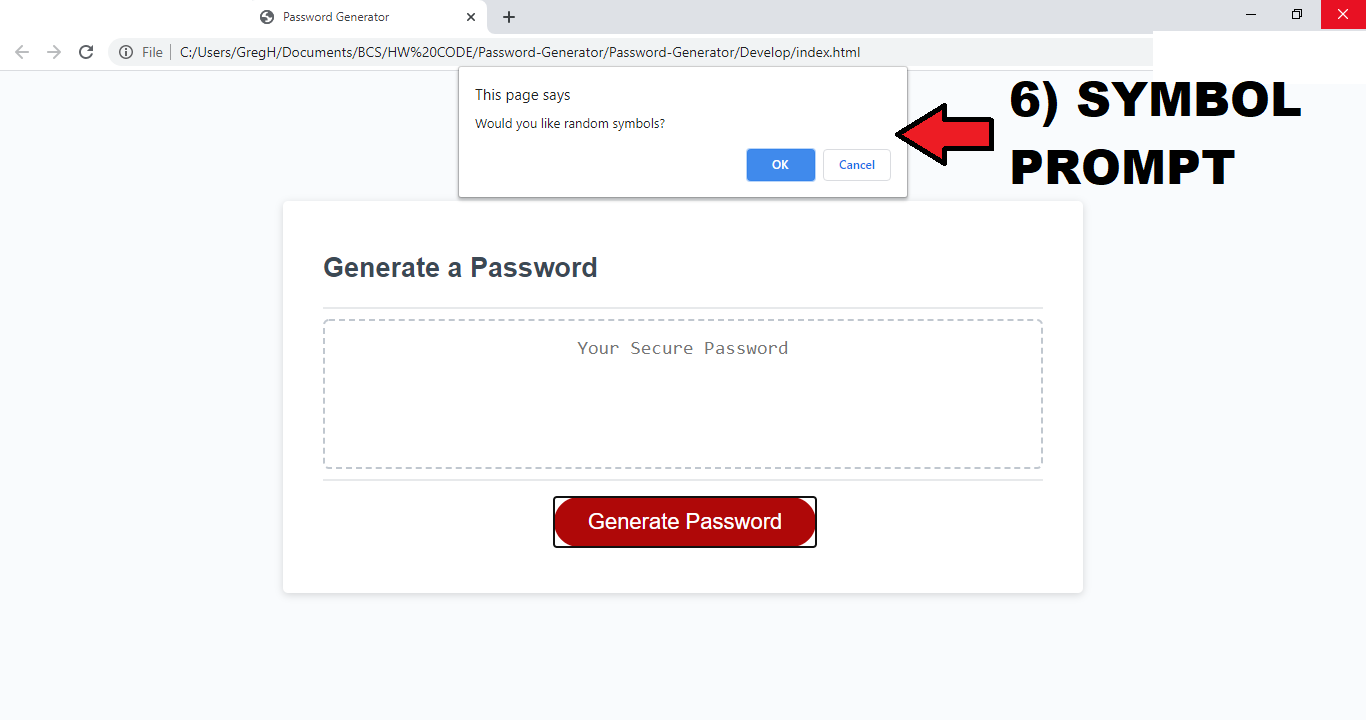 Password Generator
File C:/Users/GregH/Documents/BCS/HW%20CODE/Password-Generator/Password-Generator/Develop/index.html
This page says
Would you like random symbols?
OK Cancel
6) SYMBOL
PROMPT
Generate a Password
Your Secure Password
Generate Password